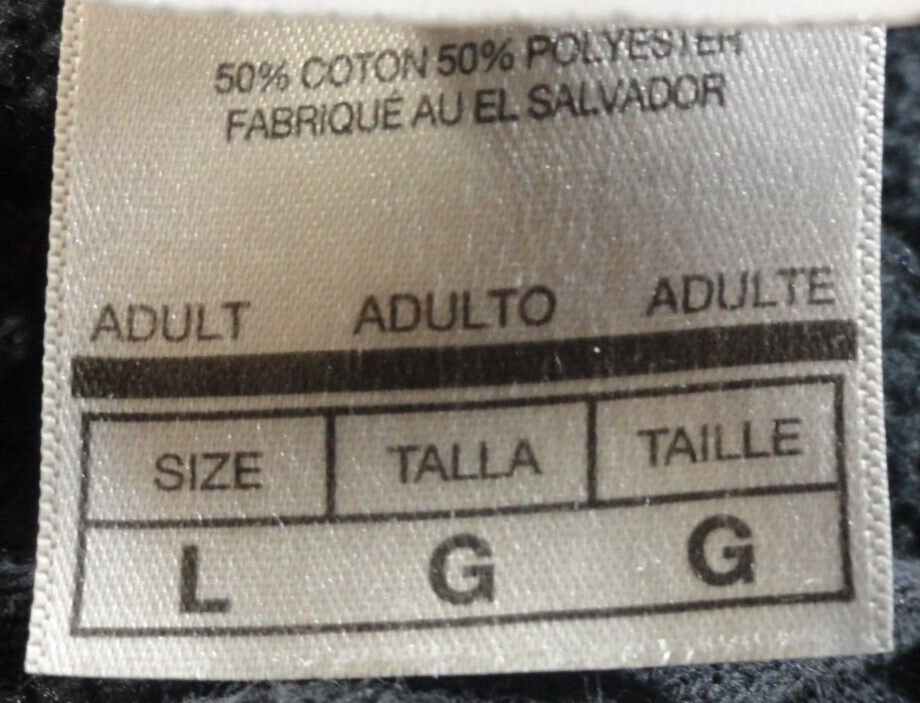 50% COTON 50% POLYESTER
FABRIQUÉ AU EL SALVADOR
ADULT ADULTO ADULTE
SIZE TALLA TAILLE
L G G